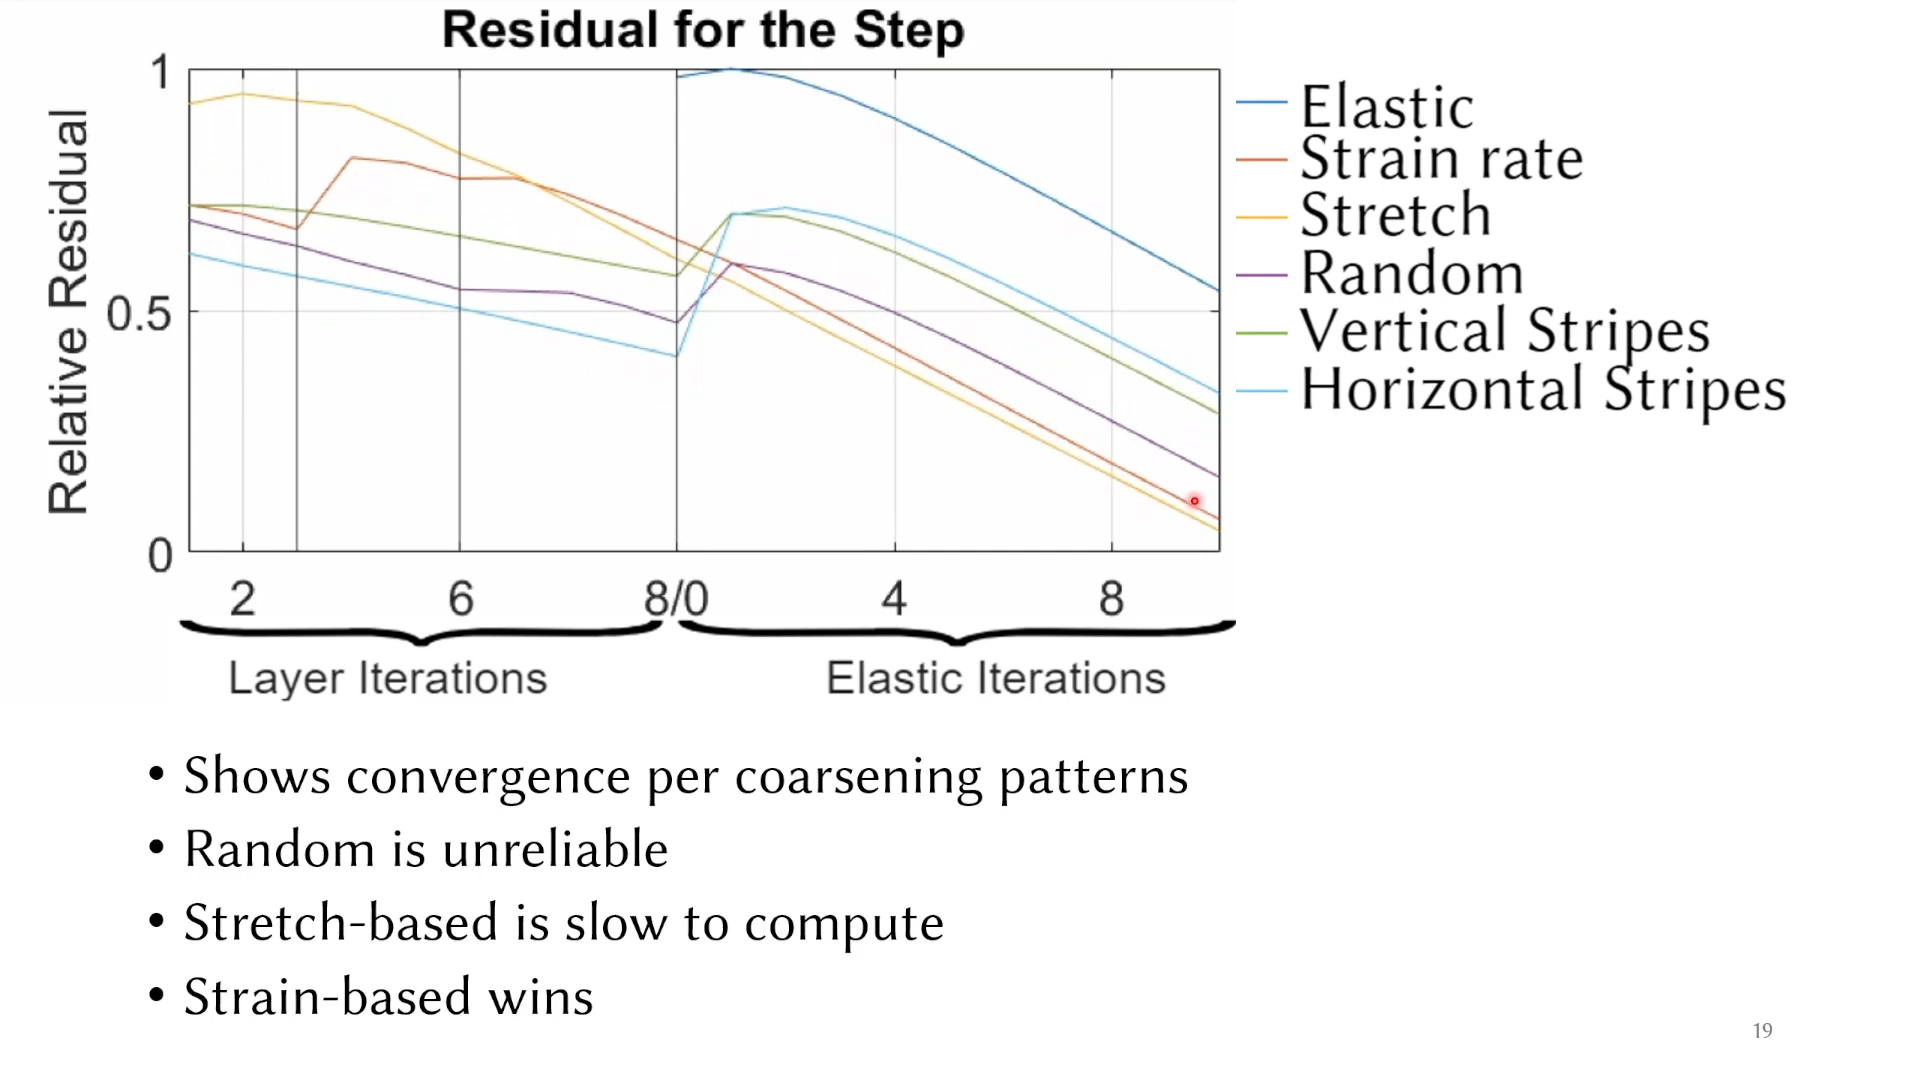 Residual for the Step
Relative Residual
1
0.5
0
2
6
8/0
4
8
Layer Iterations
Elastic Iterations
Elastic
Strain rate
Stretch
Random
Vertical Stripes
Horizontal Stripes
• Shows convergence per coarsening patterns
• Random is unreliable
• Stretch-based is slow to compute
• Strain-based wins
19